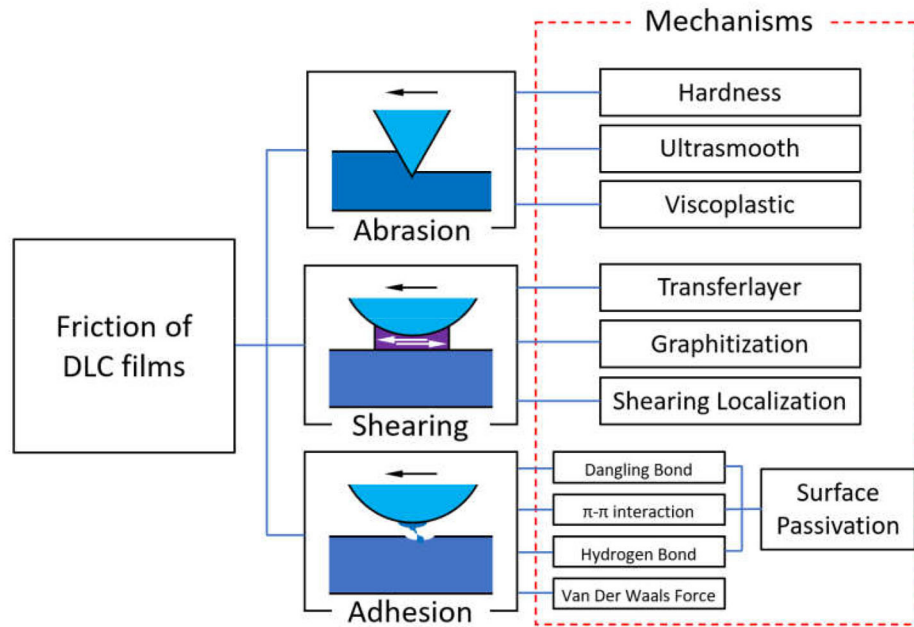 Mechanisms
Friction of
DLC films
Abrasion
Hardness
Ultrasmooth
Viscoplastic
Shearing
Transferlayer
Graphitization
Shearing Localization
Adhesion
Dangling Bond
π-π interaction
Hydrogen Bond
Van Der Waals Force
Surface
Passivation